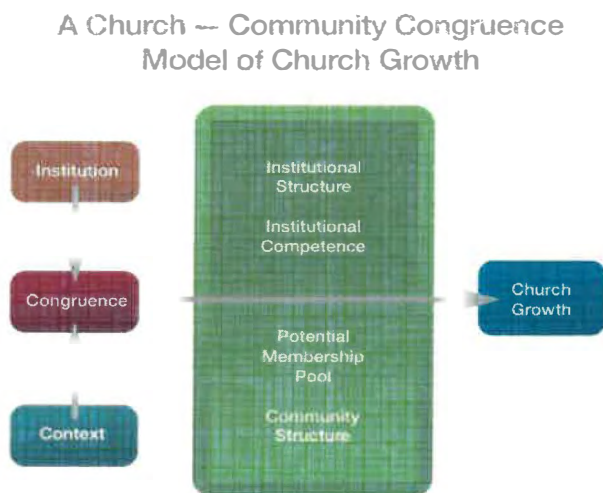 A Church — Community Congruence
Model of Church Growth
Institution
Congruence
Context
Institutional
Structure
Institutional
Competence
Potential
Membership
Pool
Community
Structure
Church
Growth